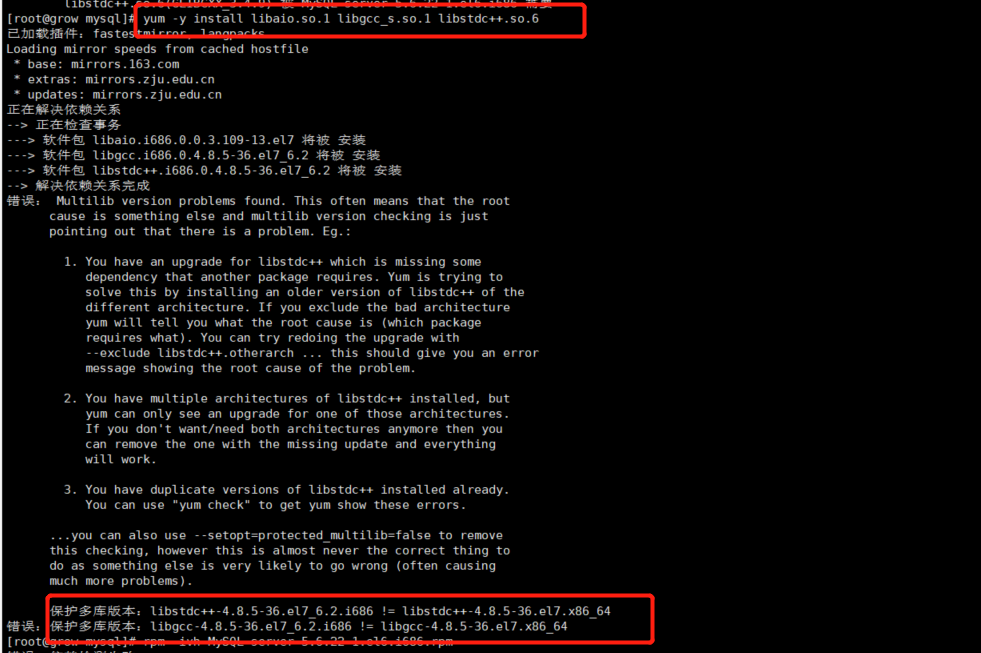 libstdc++.so.6(GLIBCXX_3.4.9) 被 MySQL-server-5.6.22-1.el6.i686 需要
[root@grow mysql]# yum -y install libaio.so.1 libgcc_s.so.1 libstdc++.so.6
已加载插件：fastestmirror, langpacks
Loading mirror speeds from cached hostfile
* base: mirrors.163.com
* extras: mirrors.zju.edu.cn
* updates: mirrors.zju.edu.cn
正在解决依赖关系
--> 正在检查事务
---> 软件包 libaio.i686.0.0.3.109-13.el7 将被 安装
---> 软件包 libgcc.i686.0.4.8.5-36.el7_6.2 将被 安装
---> 软件包 libstdc++.i686.0.4.8.5-36.el7_6.2 将被 安装
--> 解决依赖关系完成
错误： Multilib version problems found. This often means that the root
cause is something else and multilib version checking is just
pointing out that there is a problem. Eg.:
1. You have an upgrade for libstdc++ which is missing some
dependency that another package requires. Yum is trying to
solve this by installing an older version of libstdc++ of the
different architecture. If you exclude the bad architecture
yum will tell you what the root cause is (which package
requires what). You can try redoing the upgrade with
--exclude libstdc++.otherarch ... this should give you an error
message showing the root cause of the problem.
2. You have multiple architectures of libstdc++ installed, but
yum can only see an upgrade for one of those architectures.
If you don't want/need both architectures anymore then you
can remove the one with the missing update and everything
will work.
3. You have duplicate versions of libstdc++ installed already.
You can use "yum check" to get yum show these errors.
...you can also use --setopt=protected_multilib=false to remove
this checking, however this is almost never the correct thing to
do as something else is very likely to go wrong (often causing
much more problems).
保护多库版本：libstdc++-4.8.5-36.el7_6.2.i686 != libstdc++-4.8.5-36.el7.x86_64
错误：保护多库版本：libgcc-4.8.5-36.el7_6.2.i686 != libgcc-4.8.5-36.el7.x86_64
[root@grow mysql]# rpm -ivh MySQL-server-5.6.22-1.el6.i686.rpm